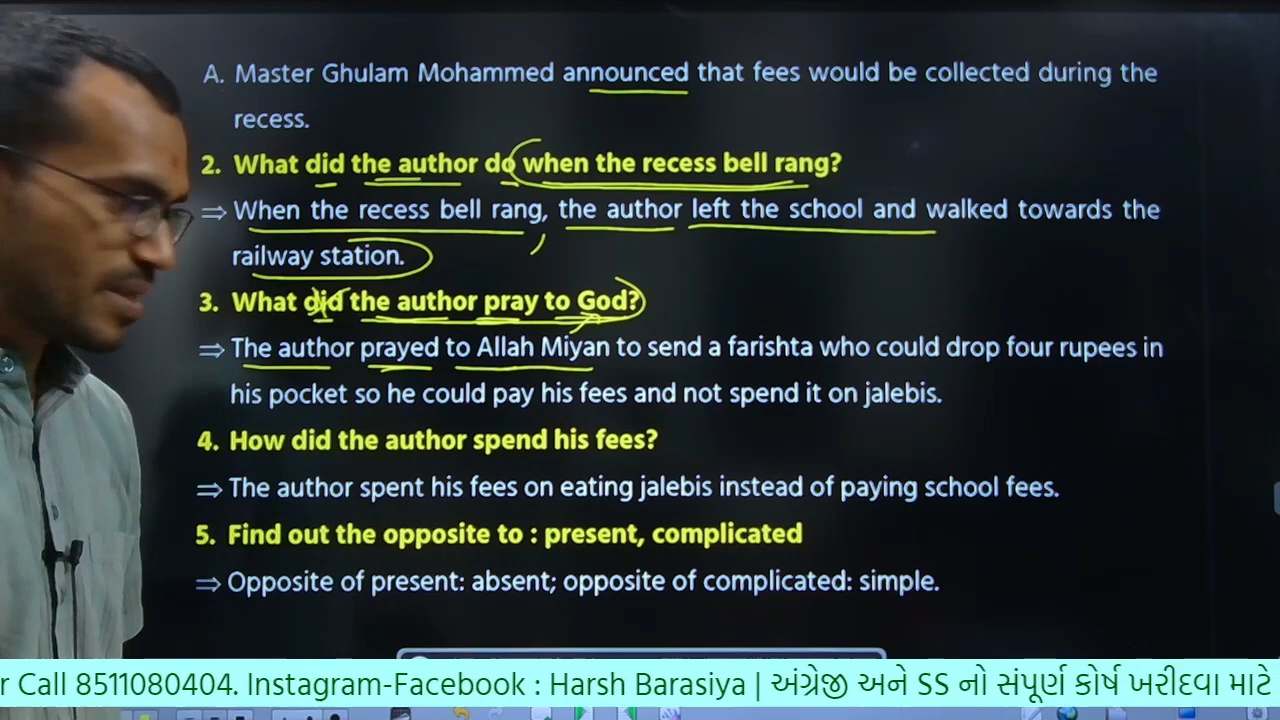 A. Master Ghulam Mohammed announced that fees would be collected during the
recess.
2. What did the author do when the recess bell rang?
⇒ When the recess bell rang, the author left the school and walked towards the
railway station.
3. What did the author pray to God?
⇒ The author prayed to Allah Miyan to send a farishta who could drop four rupees in
his pocket so he could pay his fees and not spend it on jalebis.
4. How did the author spend his fees?
⇒ The author spent his fees on eating jalebis instead of paying school fees.
5. Find out the opposite to : present, complicated
⇒ Opposite of present: absent; opposite of complicated: simple.
r Call 8511080404. Instagram-Facebook : Harsh Barasiya | અંગ્રેજી અને SS નો સંપૂર્ણ કોર્ષ ખરીદવા માટે